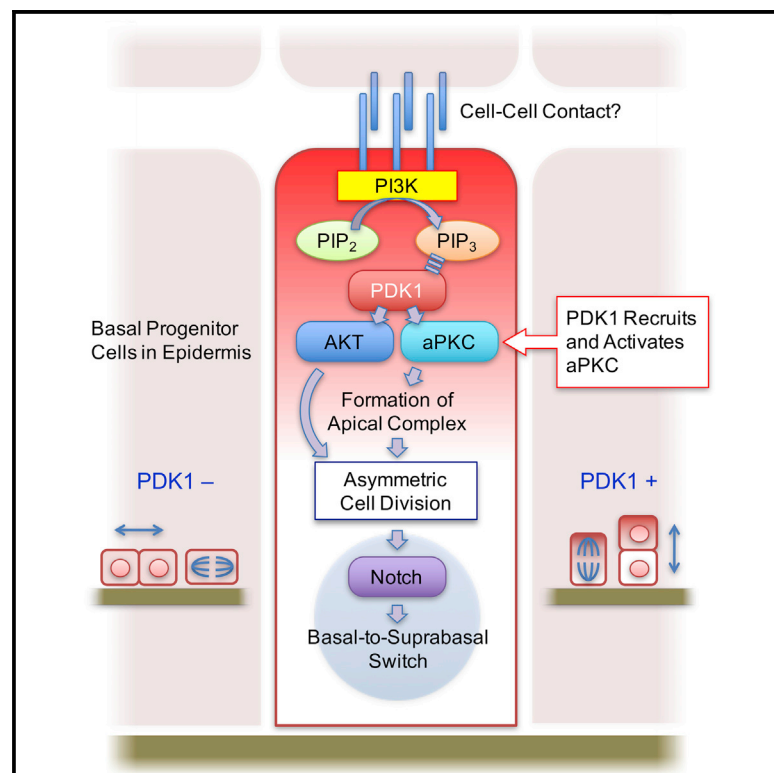 Cell-Cell Contact?
PI3K
PIP₂
PIP₃
PDK1
Basal Progenitor
Cells in Epidermis
AKT
aPKC
PDK1 Recruits
and Activates
aPKC
Formation of
Apical Complex
PDK1 –
Asymmetric
Cell Division
PDK1 +
Notch
Basal-to-Suprabasal
Switch